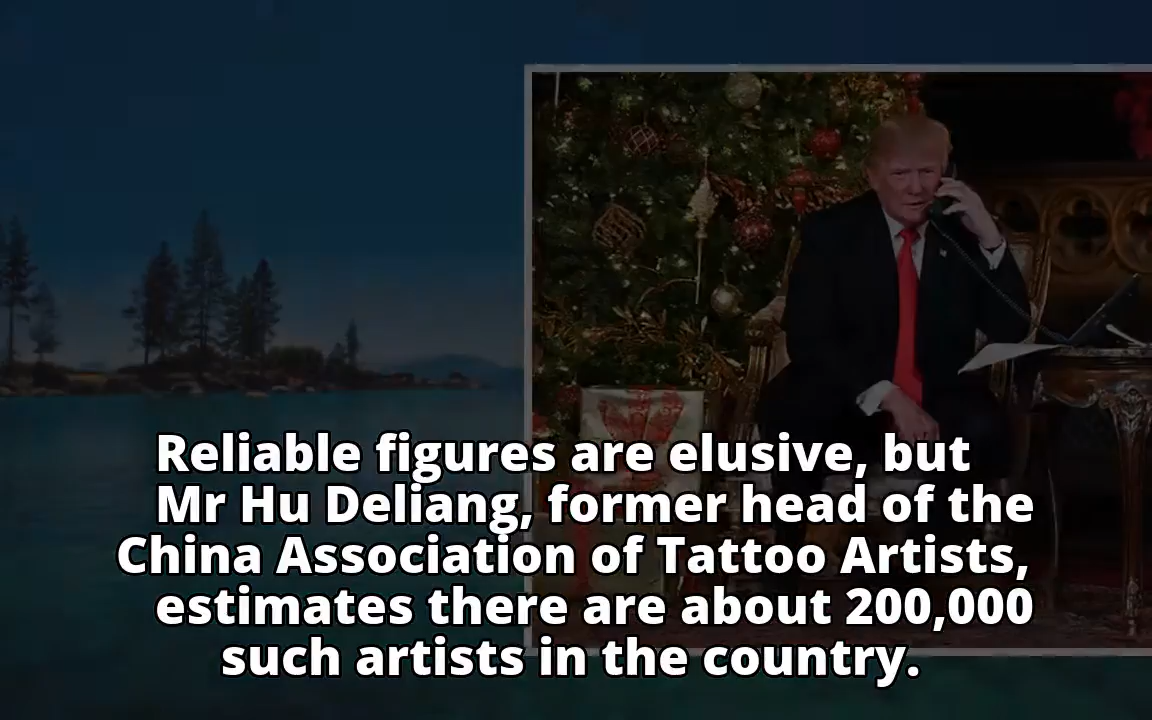 Reliable figures are elusive, but
Mr Hu Deliang, former head of the
China Association of Tattoo Artists,
estimates there are about 200,000
such artists in the country.